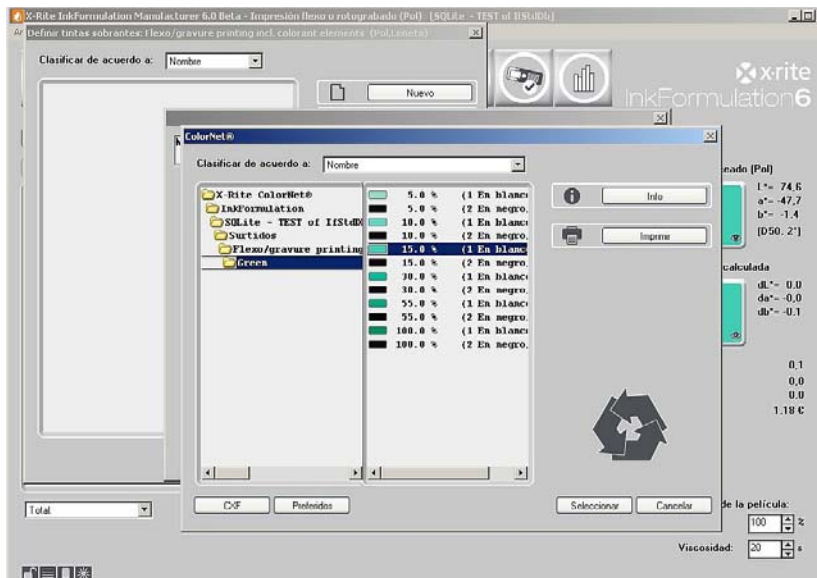 X-Rite InkFormulation Manufacturer 6.0 Beta - Impresión flexo u rotograbado (Pol) [SQLite - TEST of IfStdDb]
Definir tintas sobrantes: Flexo/gravure printing incl. colorant elements (Pol,Leneta)
Clasificar de acuerdo a: Nombre
Nuevo
x·rite
InkFormulation6
ColorNet®
Clasificar de acuerdo a: Nombre
X-Rite ColorNet®
InkFormulation
SQLite - TEST of IfStdD
Surtidos
Flexo/gravure printing
Green
5.0 % (1 En blanc
5.0 % (2 En negro,
10.0 % (1 En blanc
10.0 % (2 En negro,
15.0 % (1 En blanc
15.0 % (2 En negro,
30.0 % (1 En blanc
30.0 % (2 En negro,
55.0 % (1 En blanc
55.0 % (2 En negro,
100.0 % (1 En blanc
100.0 % (2 En negro,
Info
Imprimir
eado (Pol)
L*= 74,6
a*= -47,7
b*= -1.4
[D50. 2°]
calculada
dL*= 0.0
da*= -0,0
db*= -0.1
0,1
0,0
0.0
1,18 €
CXF
Preferidos
Seleccionar
Cancelar
Total
de la película:
100 %
Viscosidad: 20 s